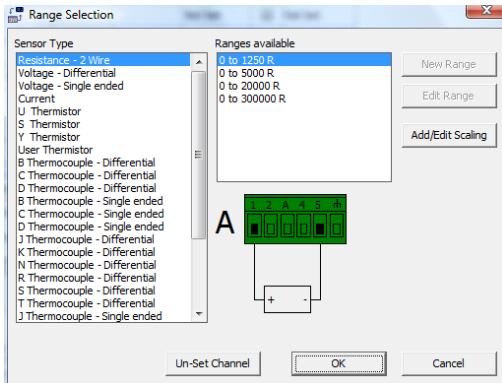 Range Selection
Sensor Type
Resistance - 2 Wire
Voltage - Differential
Voltage - Single ended
Current
U Thermistor
S Thermistor
Y Thermistor
User Thermistor
B Thermocouple - Differential
C Thermocouple - Differential
D Thermocouple - Differential
B Thermocouple - Single ended
C Thermocouple - Single ended
D Thermocouple - Single ended
J Thermocouple - Differential
K Thermocouple - Differential
N Thermocouple - Differential
R Thermocouple - Differential
S Thermocouple - Differential
T Thermocouple - Differential
J Thermocouple - Single ended
Ranges available
0 to 1250 R
0 to 5000 R
0 to 20000 R
0 to 300000 R
New Range
Edit Range
Add/Edit Scaling
1 2 A 4 5
A
+ -
Un-Set Channel
OK
Cancel